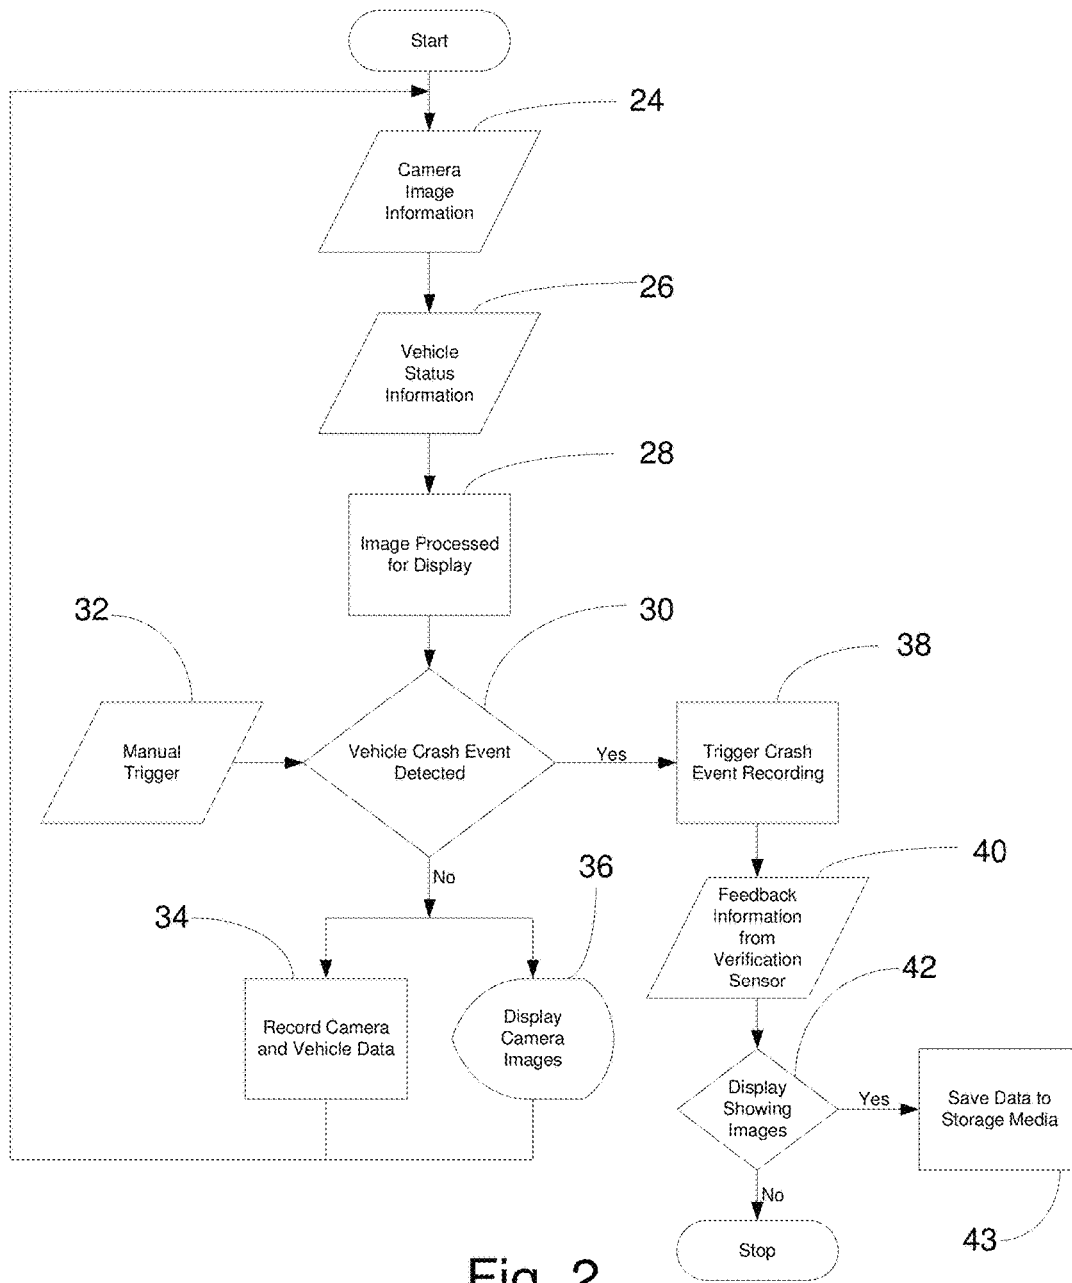 Start
24
Camera
Image
Information
26
Vehicle
Status
Information
28
Image Processed
for Display
30
32
Manual
Trigger
Vehicle Crash Event
Detected
Yes
38
Trigger Crash
Event Recording
No
34
Record Camera
and Vehicle Data
36
Display
Camera
Images
40
Feedback
Information
from
Verification
Sensor
42
Display
Showing
Images
Yes
Save Data to
Storage Media
43
No
Stop
Fig. 2